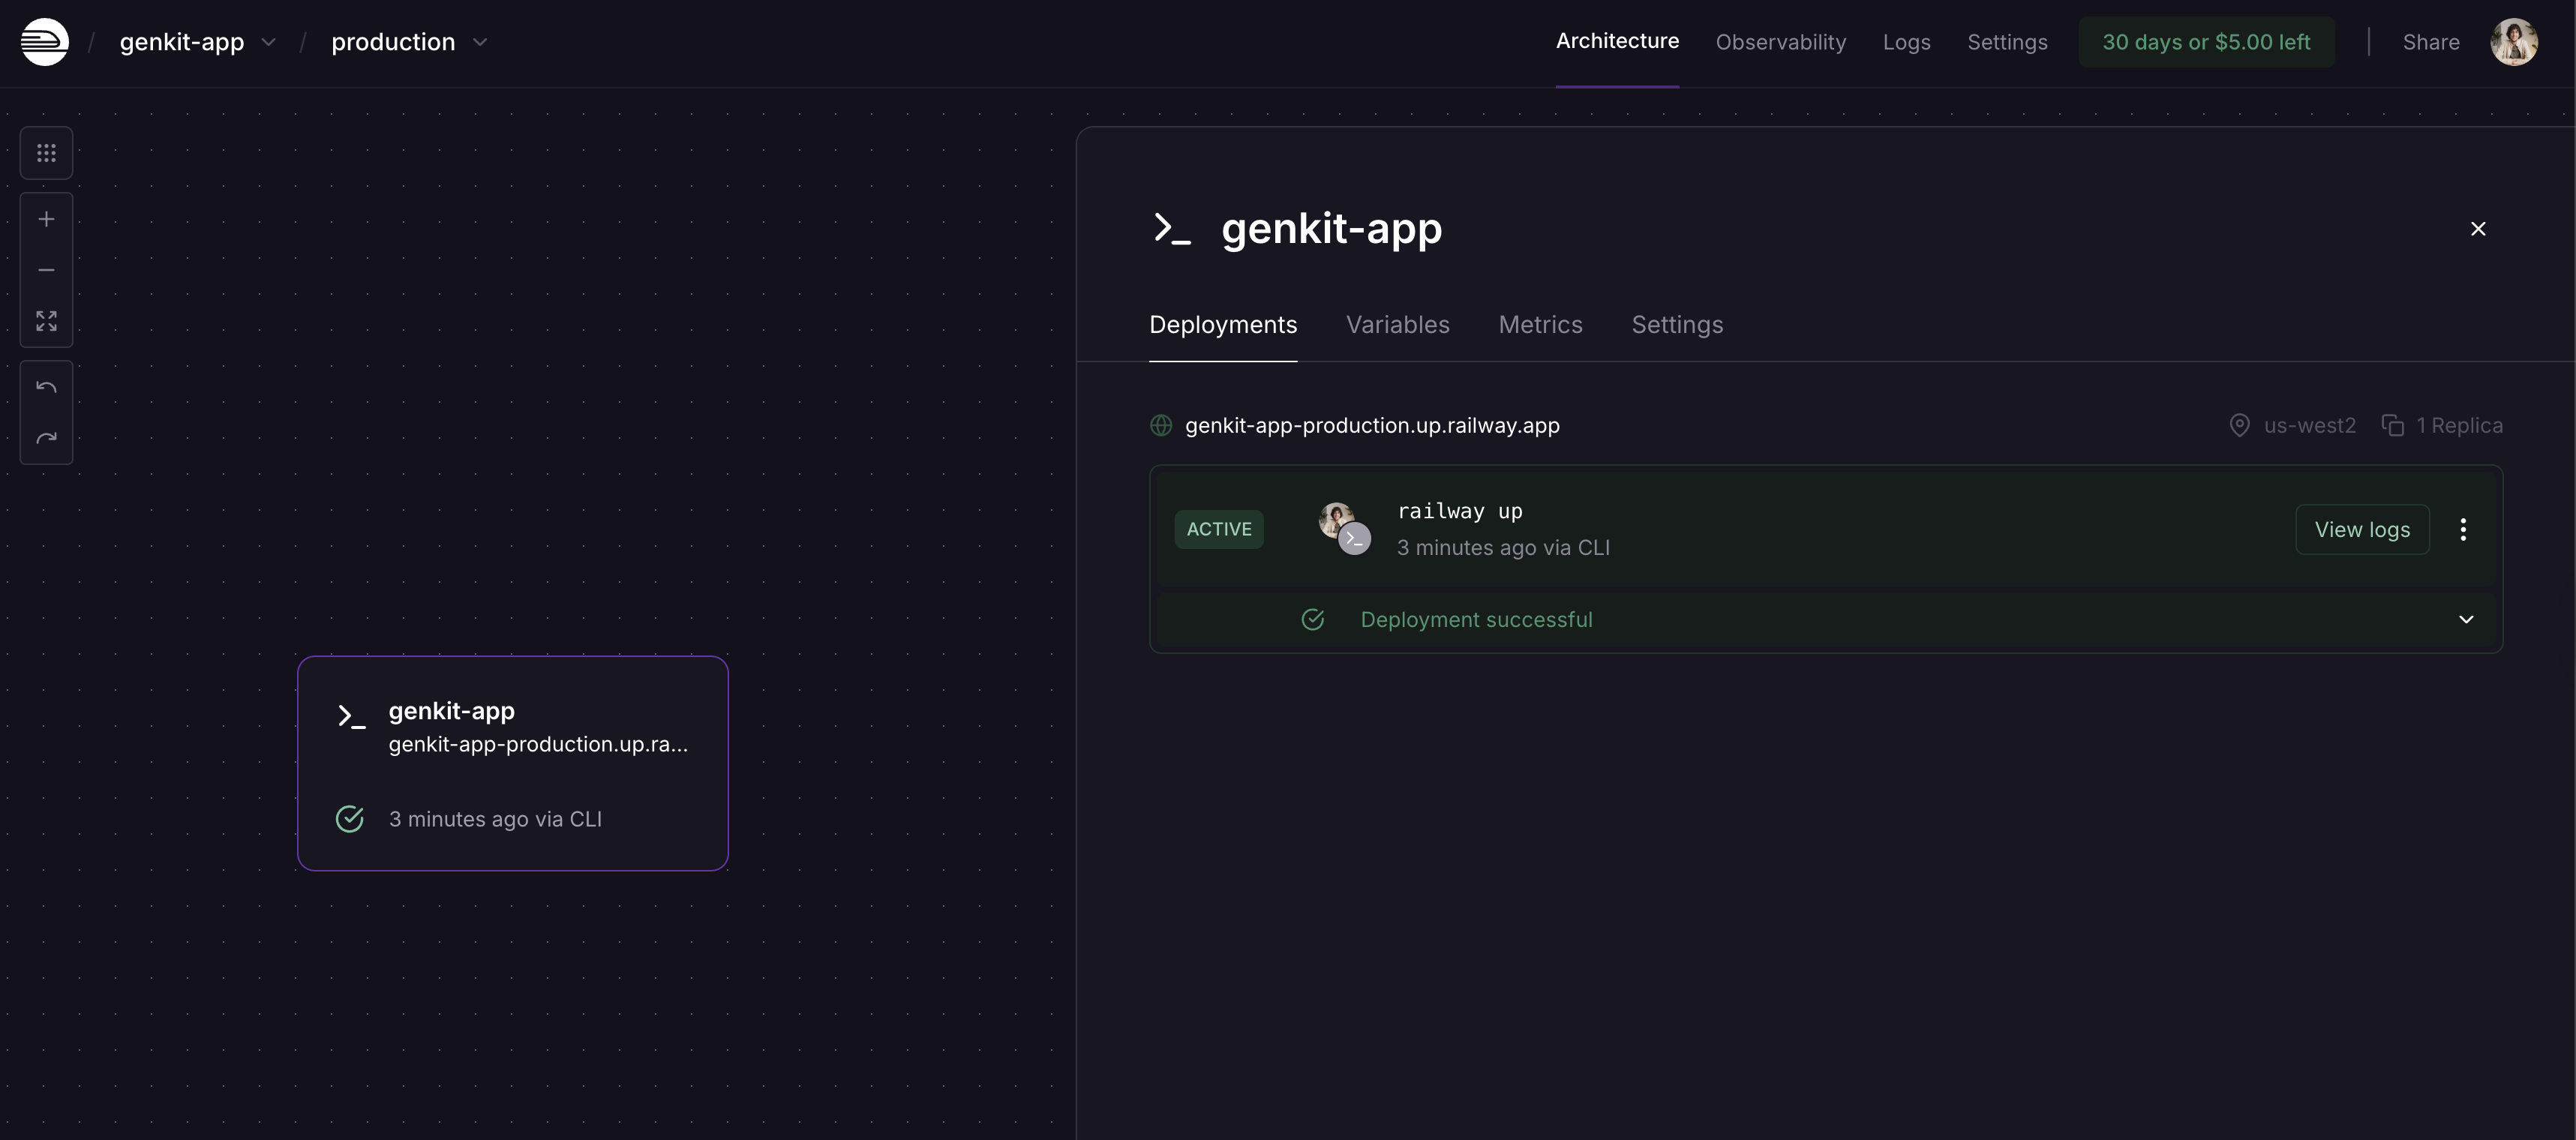 / genkit-app / production
Architecture Observability Logs Settings 30 days or $5.00 left Share
genkit-app
Deployments Variables Metrics Settings
genkit-app-production.up.railway.app us-west2 1 Replica
ACTIVE railway up View logs
3 minutes ago via CLI
Deployment successful
genkit-app
genkit-app-production.up.ra...
3 minutes ago via CLI